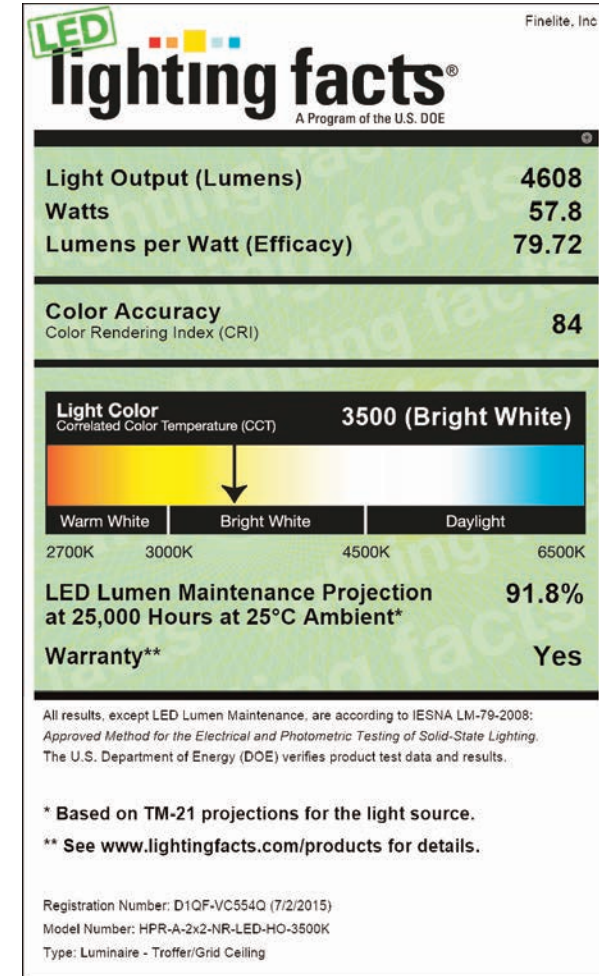 Finelite, Inc
LED
lighting facts®
A Program of the U.S. DOE
Light Output (Lumens) 4608
Watts 57.8
Lumens per Watt (Efficacy) 79.72
Color Accuracy
Color Rendering Index (CRI) 84
Light Color
Correlated Color Temperature (CCT) 3500 (Bright White)
Warm White Bright White Daylight
2700K 3000K 4500K 6500K
LED Lumen Maintenance Projection
at 25,000 Hours at 25°C Ambient* 91.8%
Warranty** Yes
All results, except LED Lumen Maintenance, are according to IESNA LM-79-2008:
Approved Method for the Electrical and Photometric Testing of Solid-State Lighting.
The U.S. Department of Energy (DOE) verifies product test data and results.
* Based on TM-21 projections for the light source.
** See www.lightingfacts.com/products for details.
Registration Number: D1QF-VC554Q (7/2/2015)
Model Number: HPR-A-2x2-NR-LED-HO-3500K
Type: Luminaire - Troffer/Grid Ceiling